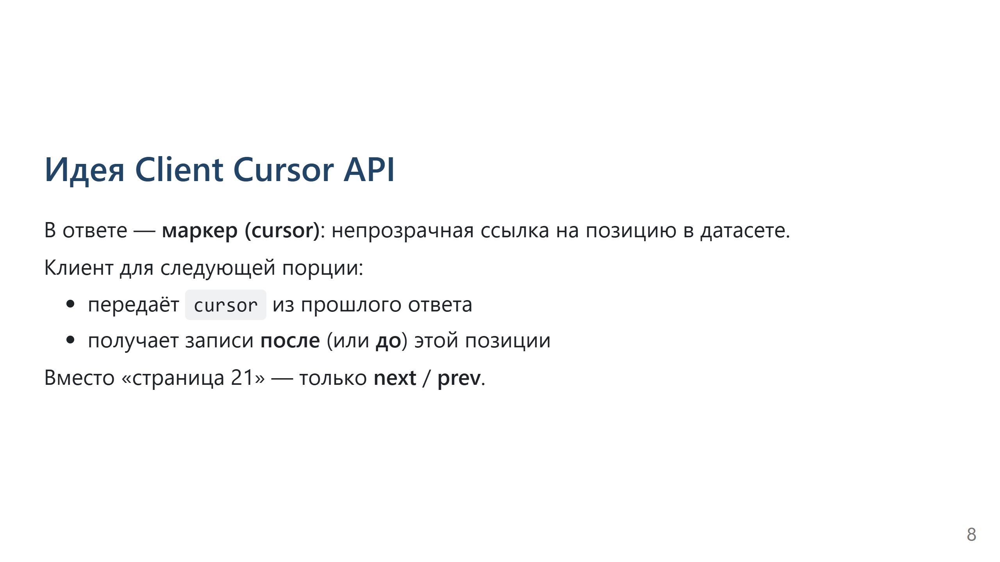 Идея Client Cursor API
В ответе — маркер (cursor): непрозрачная ссылка на позицию в датасете.
Клиент для следующей порции:
• передаёт cursor из прошлого ответа
• получает записи после (или до) этой позиции
Вместо «страница 21» — только next / prev.
8